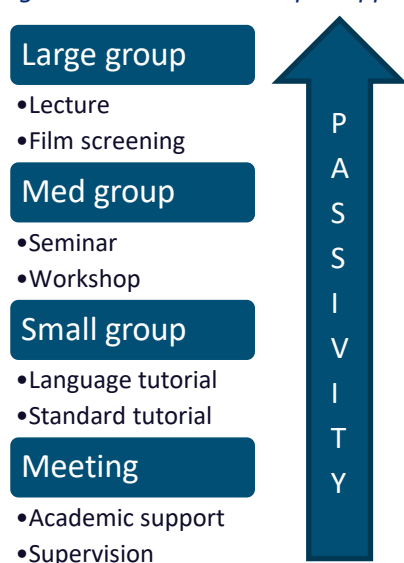 Large group
•Lecture
•Film screening
Med group
•Seminar
•Workshop
Small group
•Language tutorial
•Standard tutorial
Meeting
•Academic support
•Supervision
P
A
S
S
I
V
I
T
Y